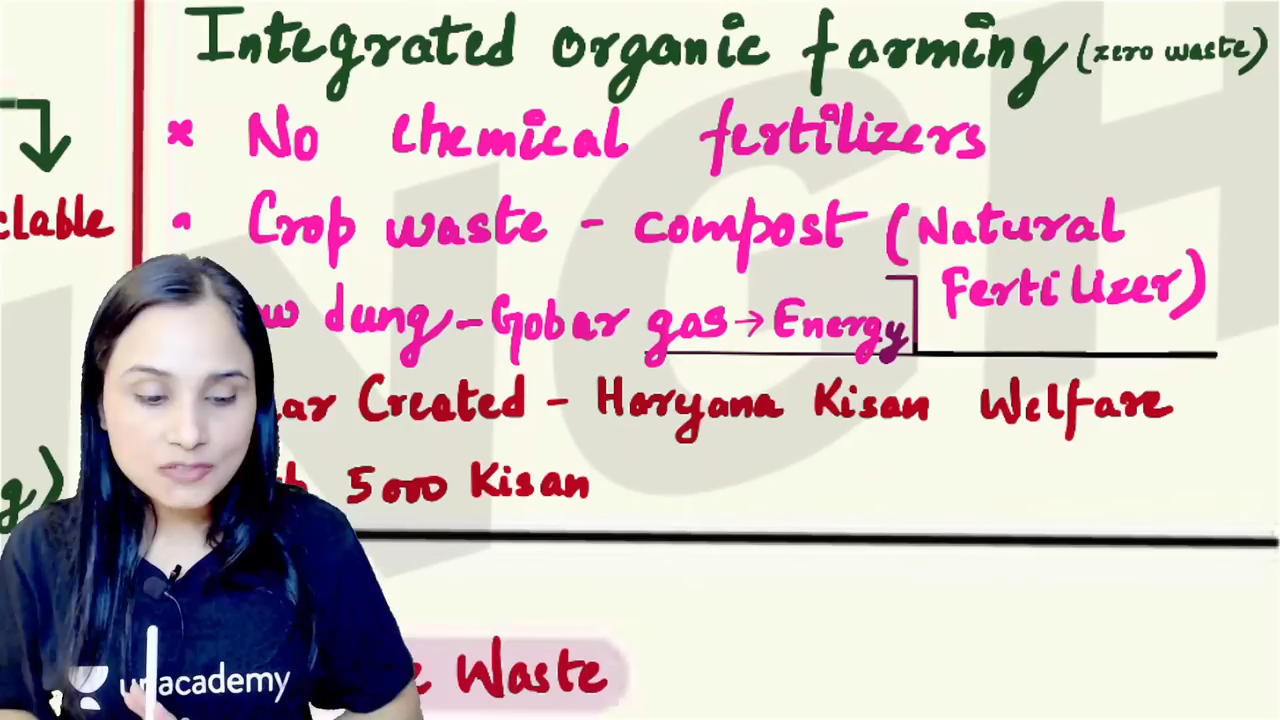 Integrated organic farming (zero waste)
* No chemical fertilizers
clable
Crop waste - compost (Natural Fertilizer)
dung - Gobar gas → Energy
Created - Haryana Kisan Welfare
5000 Kisan
Waste
unacademy